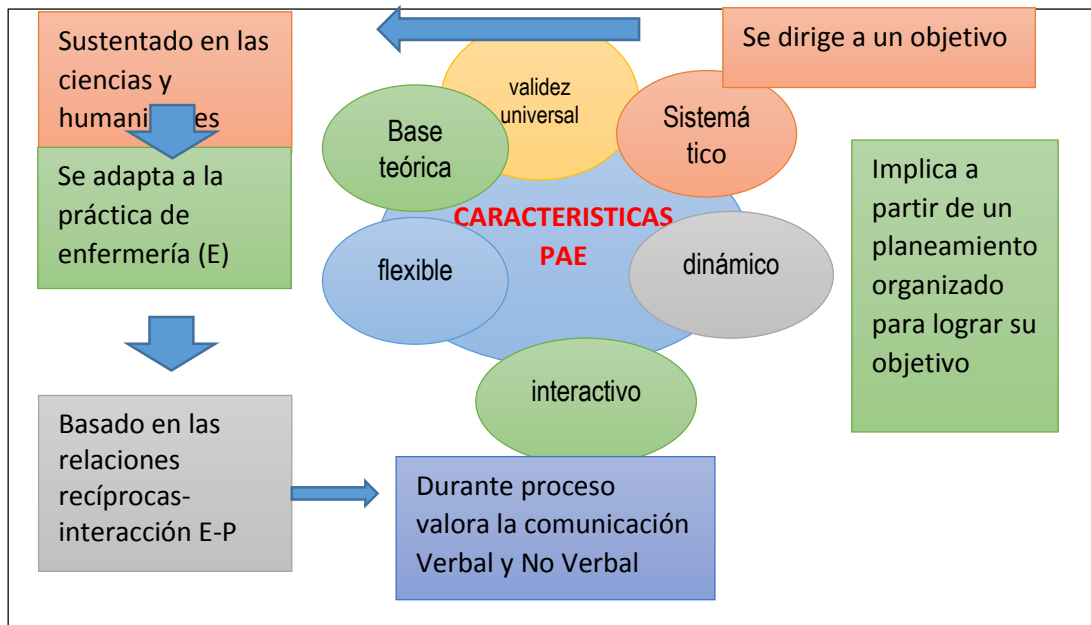 Sustentado en las
ciencias y
humanidades
Se adapta a la
práctica de
enfermería (E)
Basado en las
relaciones
recíprocas-
interacción E-P
validez
universal
Base
teórica
Sistemá
tico
CARACTERISTICAS
PAE
flexible
dinámico
interactivo
Durante proceso
valora la comunicación
Verbal y No Verbal
Se dirige a un objetivo
Implica a
partir de un
planeamiento
organizado
para lograr su
objetivo